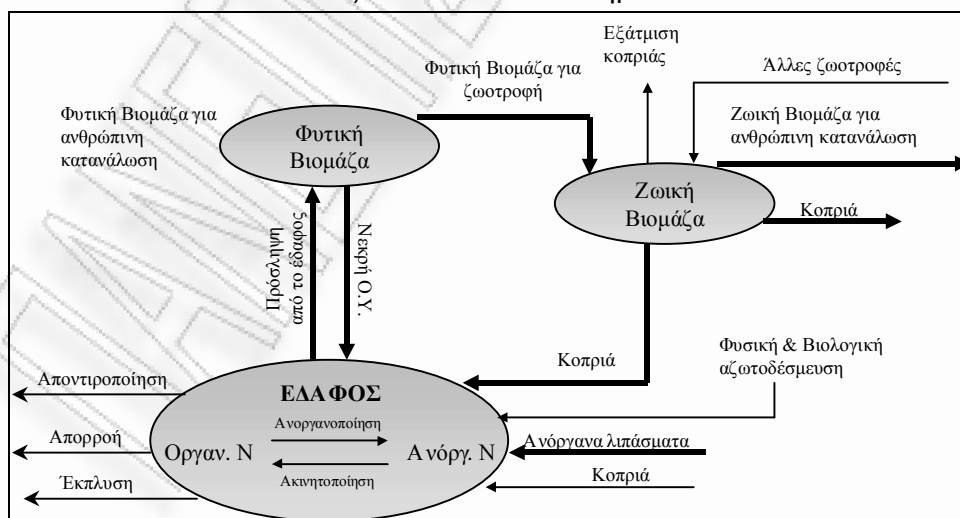 Εξάτμιση
κοπριάς
Φυτική Βιομάζα για
ζωοτροφή
Άλλες ζωοτροφές
Φυτική Βιομάζα για
ανθρώπινη
κατανάλωση
Φυτική
Βιομάζα
Ζωική Βιομάζα για
ανθρώπινη κατανάλωση
Ζωική
Βιομάζα
Κοπριά
Πρόσληψη
από το έδαφος
Νεκρή Ο.Υ.
Κοπριά
Φυσική & Βιολογική
αζωτοδέσμευση
Αποντιροποίηση
ΕΔΑΦΟΣ
Ανοργανοποίηση
Απορροή
Οργαν. Ν
Ανόργ. Ν
Ανόργανα λιπάσματα
Ακινητοποίηση
Έκπλυση
Κοπριά